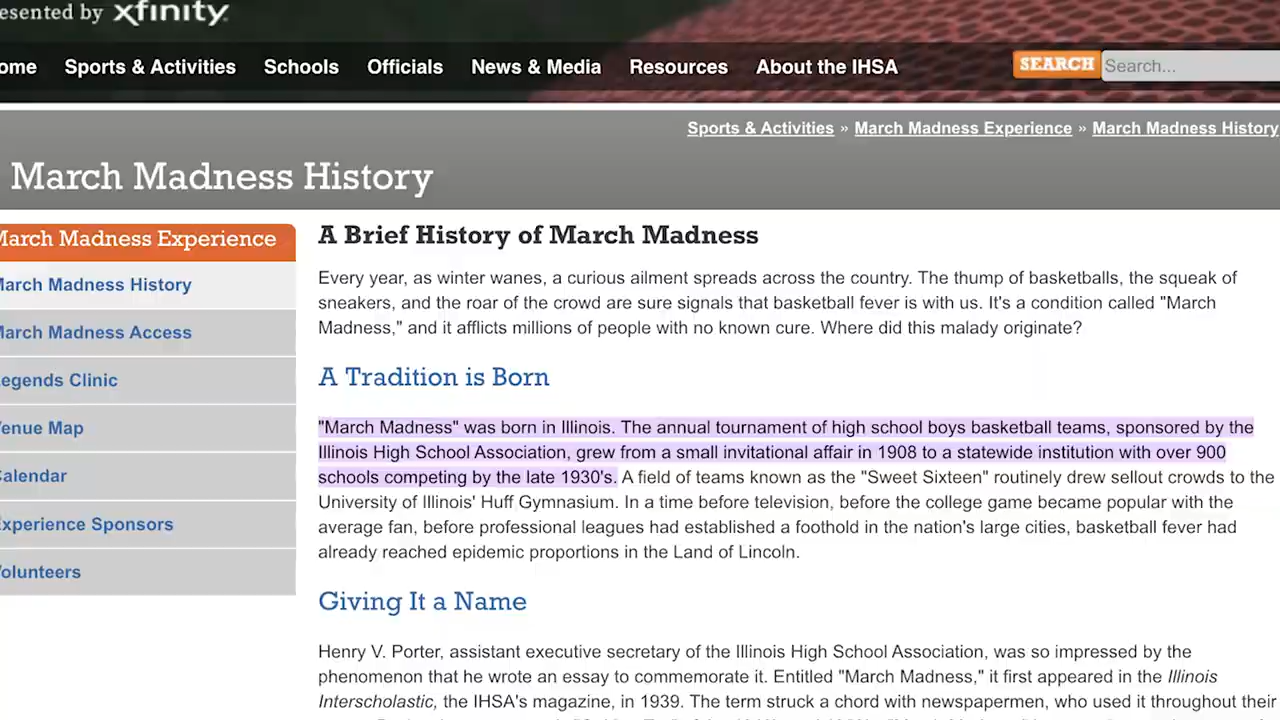 esented by xfinity
ome Sports & Activities Schools Officials News & Media Resources About the IHSA SEARCH Search...
Sports & Activities » March Madness Experience » March Madness History
March Madness History
March Madness Experience
March Madness History
March Madness Access
egends Clinic
enue Map
Calendar
Experience Sponsors
olunteers
A Brief History of March Madness
Every year, as winter wanes, a curious ailment spreads across the country. The thump of basketballs, the squeak of
sneakers, and the roar of the crowd are sure signals that basketball fever is with us. It's a condition called "March
Madness," and it afflicts millions of people with no known cure. Where did this malady originate?
A Tradition is Born
"March Madness" was born in Illinois. The annual tournament of high school boys basketball teams, sponsored by the
Illinois High School Association, grew from a small invitational affair in 1908 to a statewide institution with over 900
schools competing by the late 1930's. A field of teams known as the "Sweet Sixteen" routinely drew sellout crowds to the
University of Illinois' Huff Gymnasium. In a time before television, before the college game became popular with the
average fan, before professional leagues had established a foothold in the nation's large cities, basketball fever had
already reached epidemic proportions in the Land of Lincoln.
Giving It a Name
Henry V. Porter, assistant executive secretary of the Illinois High School Association, was so impressed by the
phenomenon that he wrote an essay to commemorate it. Entitled "March Madness," it first appeared in the Illinois
Interscholastic, the IHSA's magazine, in 1939. The term struck a chord with newspapermen, who used it throughout their